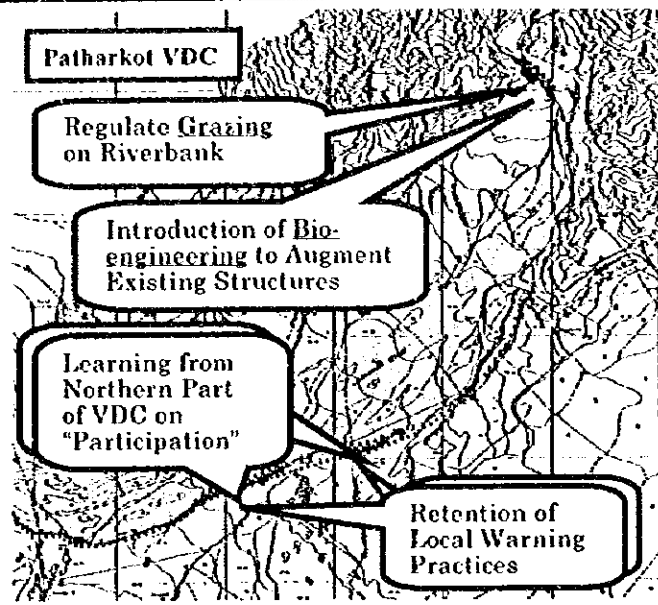 Patharkot VDC
Regulate Grazing
on Riverbank
Introduction of Bio-
engineering to Augment
Existing Structures
Learning from
Northern Part
of VDC on
"Participation"
Retention of
Local Warning
Practices